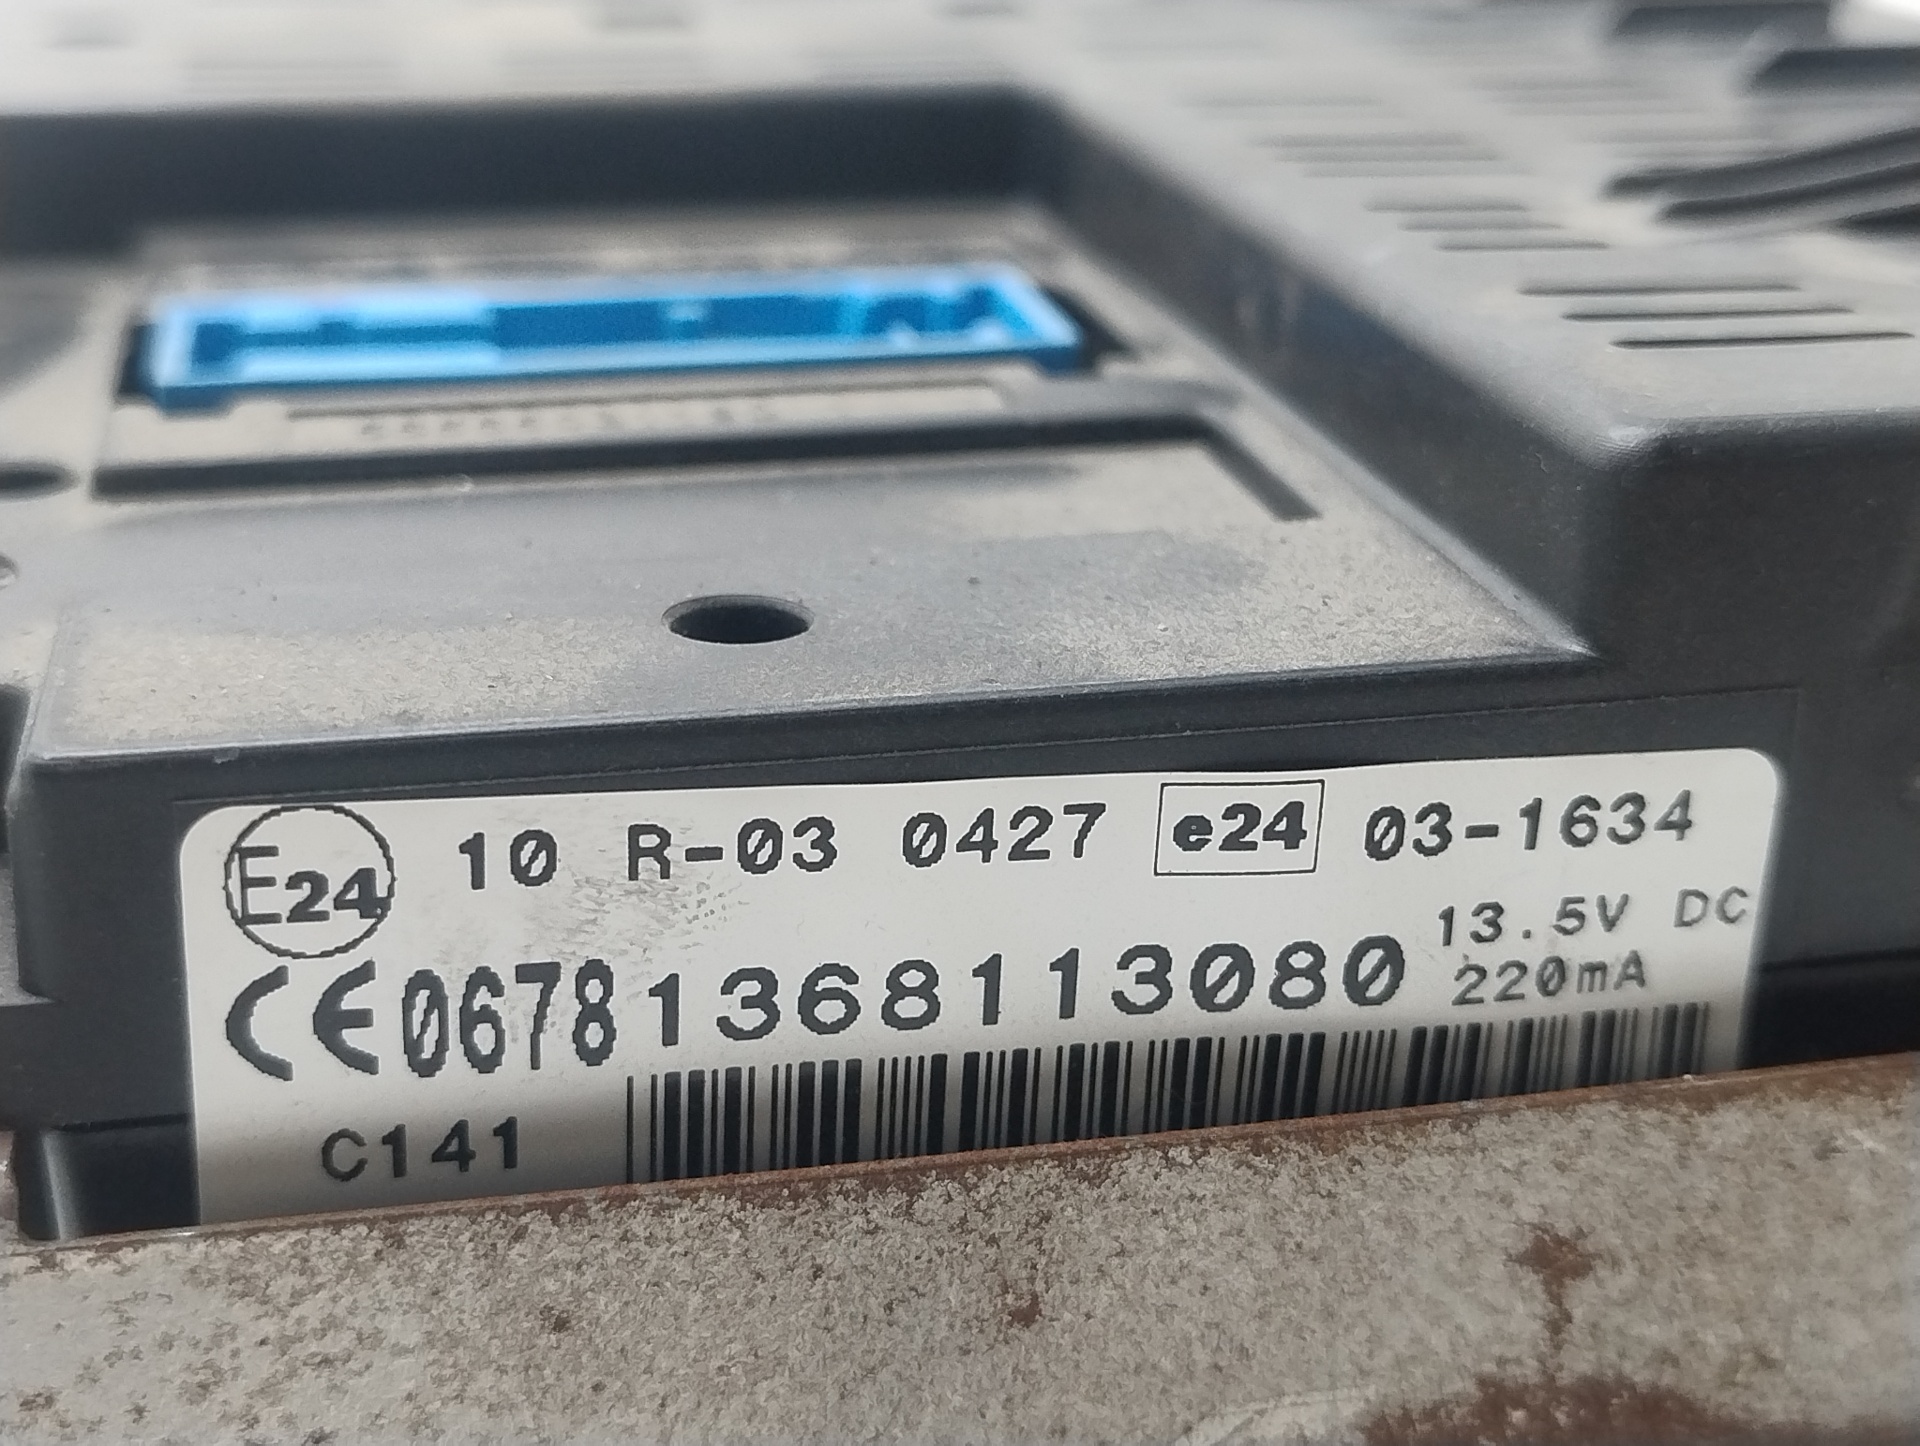 E24 10 R-03 0427 e24 03-1634
13.5V DC
CE0678 1368113080 220mA
C141